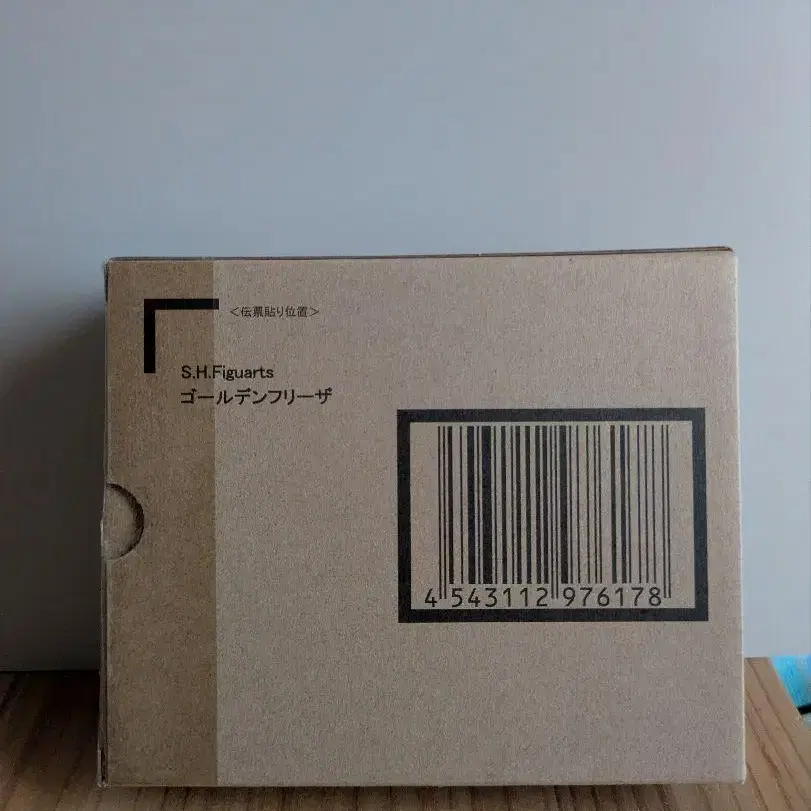 ＜伝票貼り位置＞
S.H.Figuarts
ゴールデンフリーザ
4 543112 976178